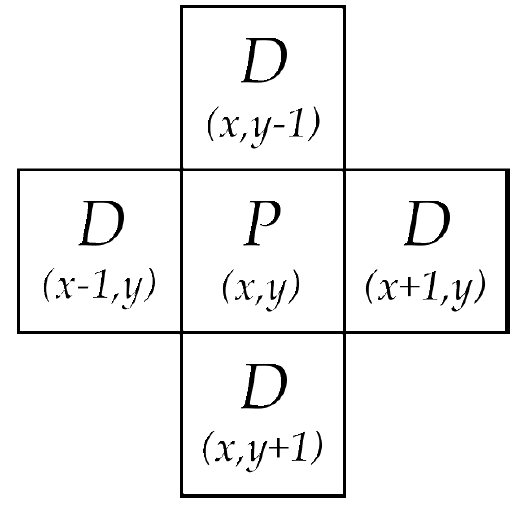 D
(x,y-1)
D
(x-1,y)
P
(x,y)
D
(x+1,y)
D
(x,y+1)